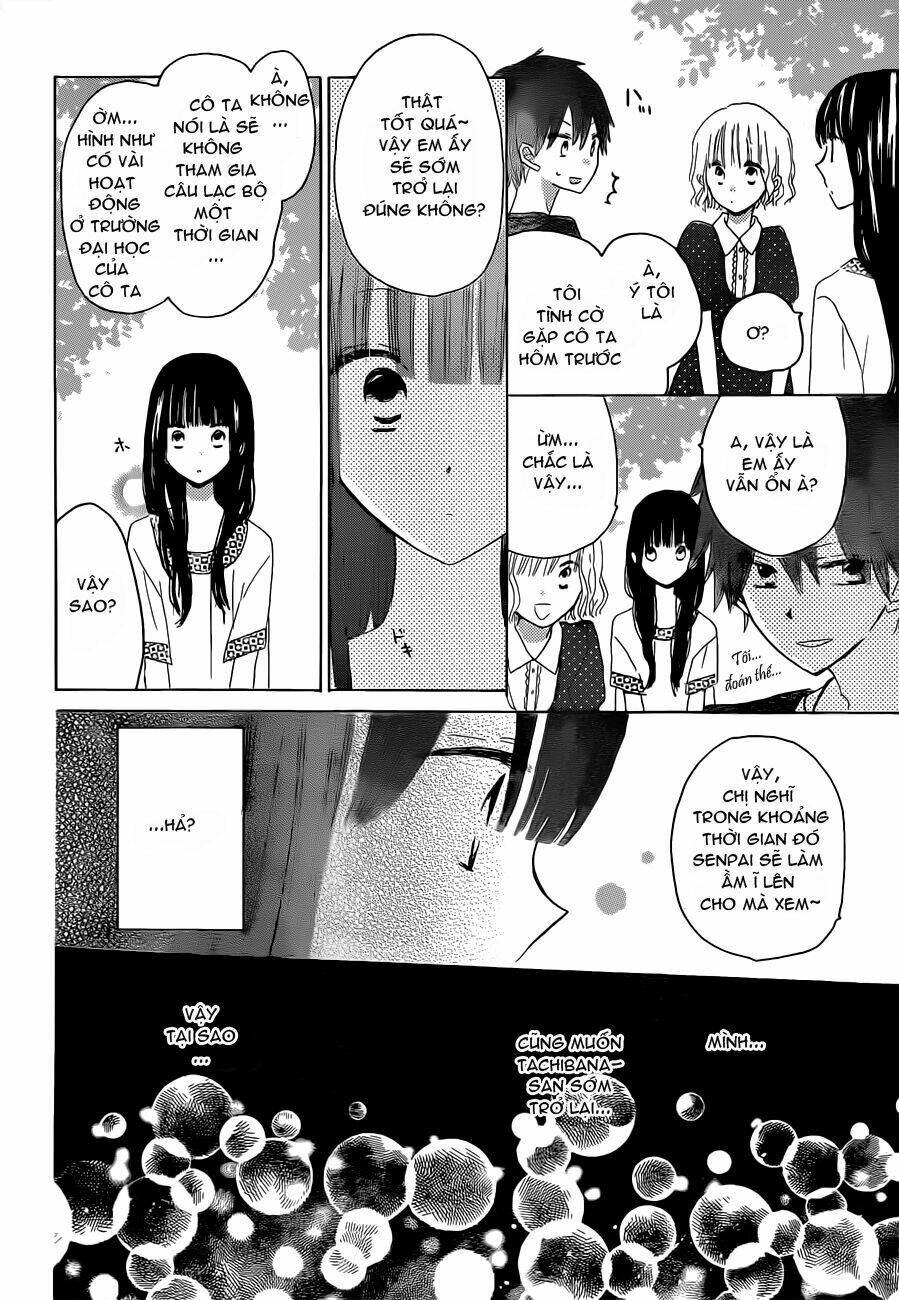 Ơ?
À,
Ý TÔI
LÀ
TÔI
TÌNH CỜ
GẶP CÔ TA
HÔM TRƯỚC
A, VẬY LÀ
EM ẤY
VẪN ỔN À?
Tôi...
đoán thế...
ỪM...
CHẮC LÀ
VẬY...
THẬT
TỐT QUÁ~
VẬY EM ẤY
SẼ SỚM
TRỞ LẠI
ĐÚNG KHÔNG?
ドキ
À,
KHÔNG
...
CÔ TA
NÓI LÀ SẼ
KHÔNG
THAM GIA
CÂU LẠC BỘ
MỘT
THỜI GIAN
...
ỜM...
HÌNH NHƯ
CÓ VÀI
HOẠT
ĐỘNG
Ở TRƯỜNG
ĐẠI HỌC
CỦA
CÔ TA
ホ
VẬY
SAO?
VẬY,
CHỊ NGHĨ
TRONG KHOẢNG
THỜI GIAN ĐÓ
SENPAI SẼ LÀM
ẦM Ĩ LÊN
CHO MÀ XEM~
...HẢ?
MÌNH...
CŨNG MUỐN
TACHIBANA-
SAN SỚM
TRỞ LẠI...
VẬY
TẠI SAO
...